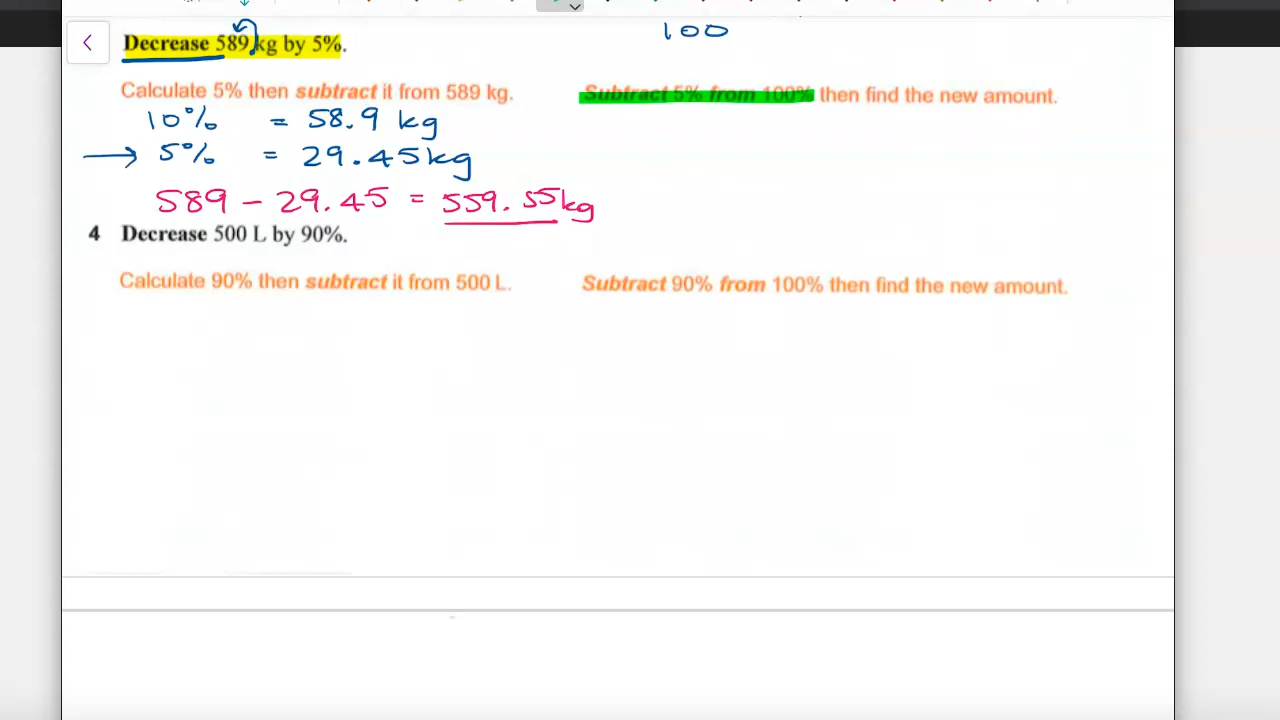 100
Decrease 589 kg by 5%.
Calculate 5% then subtract it from 589 kg.
Subtract 5% from 100% then find the new amount.
10% = 58.9 kg
→ 5% = 29.45kg
589 - 29.45 = 559.55kg
4 Decrease 500 L by 90%.
Calculate 90% then subtract it from 500 L.
Subtract 90% from 100% then find the new amount.